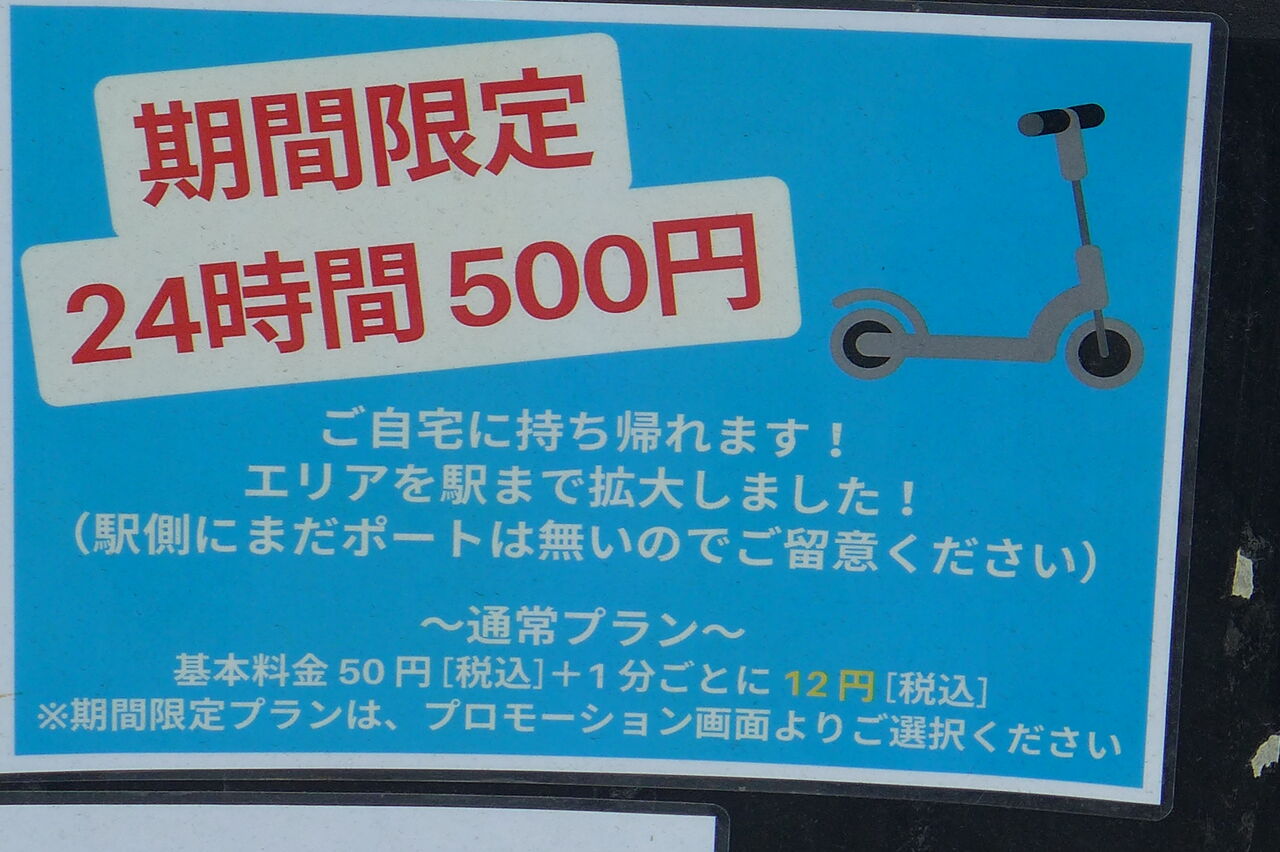 期間限定
24時間 500円
ご自宅に持ち帰れます！
エリアを駅まで拡大しました！
（駅側にまだポートは無いのでご留意ください）
～通常プラン～
基本料金 50 円 [税込]＋1 分ごとに 12 円 [税込]
※期間限定プランは、プロモーション画面よりご選択ください